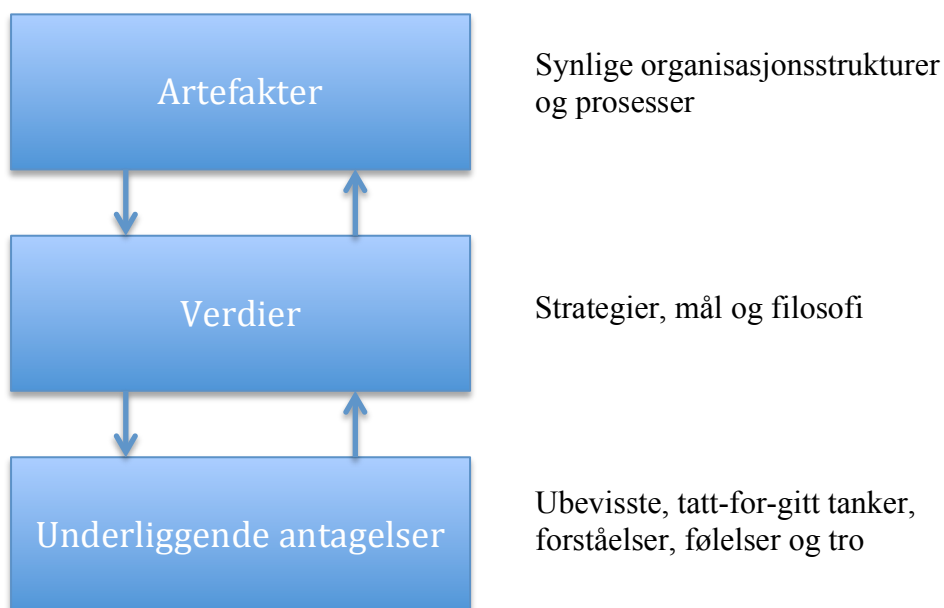 Artefakter
Synlige organisasjonsstrukturer
og prosesser
Verdier
Strategier, mål og filosofi
Underliggende antagelser
Ubevisste, tatt-for-gitt tanker,
forståelser, følelser og tro